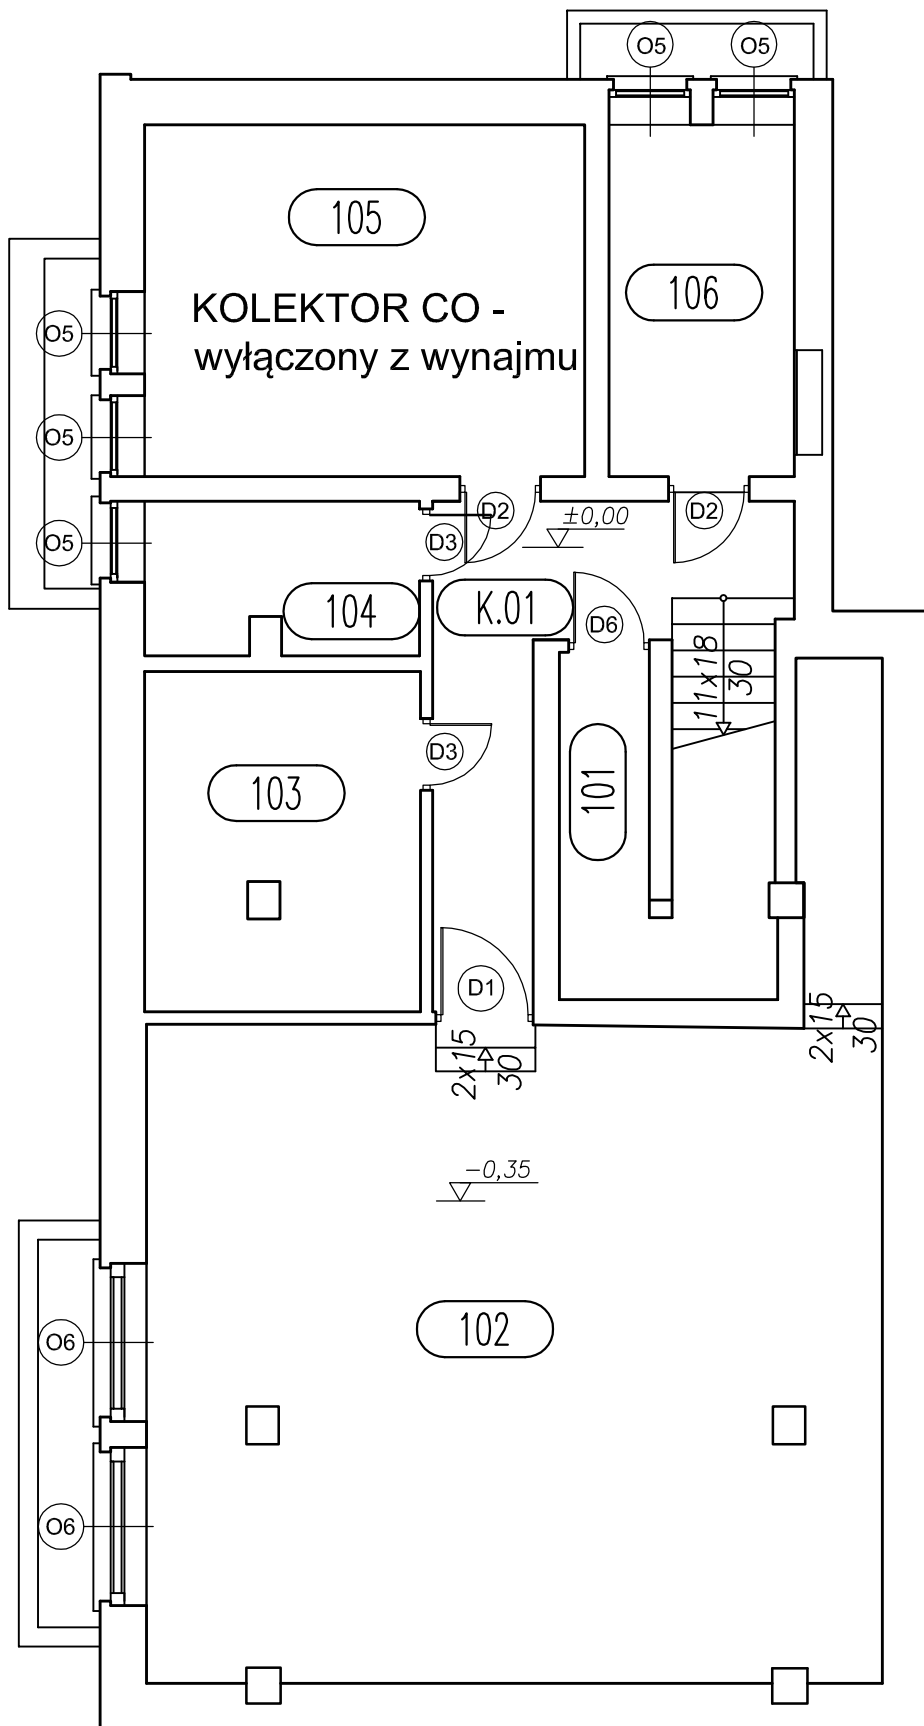 O5
O5
105
106
KOLEKTOR CO -
wyłączony z wynajmu
O5
O5
O5
D2
D2
±0,00
D3
104
K.01
D6
11x18
30
D3
103
101
D1
2x15
30
2x15
30
-0,35
102
O6
O6